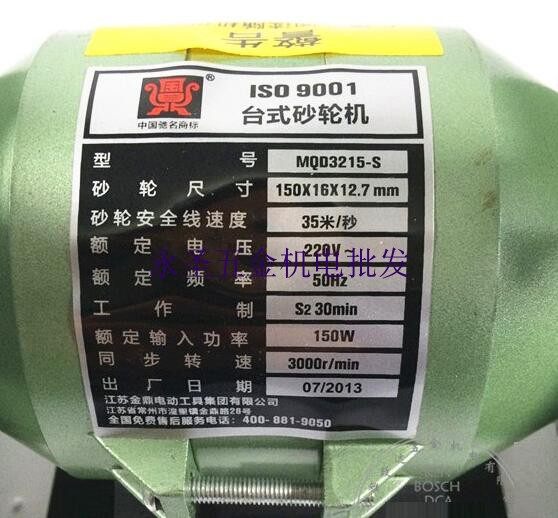 警告
ISO 9001
台式砂轮机
®
中国驰名商标
型号 MQD3215-S
砂轮尺寸 150X16X12.7mm
砂轮安全线速度 35米/秒
额定电压 220V
永圣五金机电批发
额定频率 50Hz
工作制 S2 30min
额定输入功率 150W
同步转速 3000r/min
出厂日期 07/2013
江苏金鼎电动工具集团有限公司
江苏省常州市湟里镇金鼎路28号
全国免费售后服务电话：400-881-9050
BOSCH
DCA